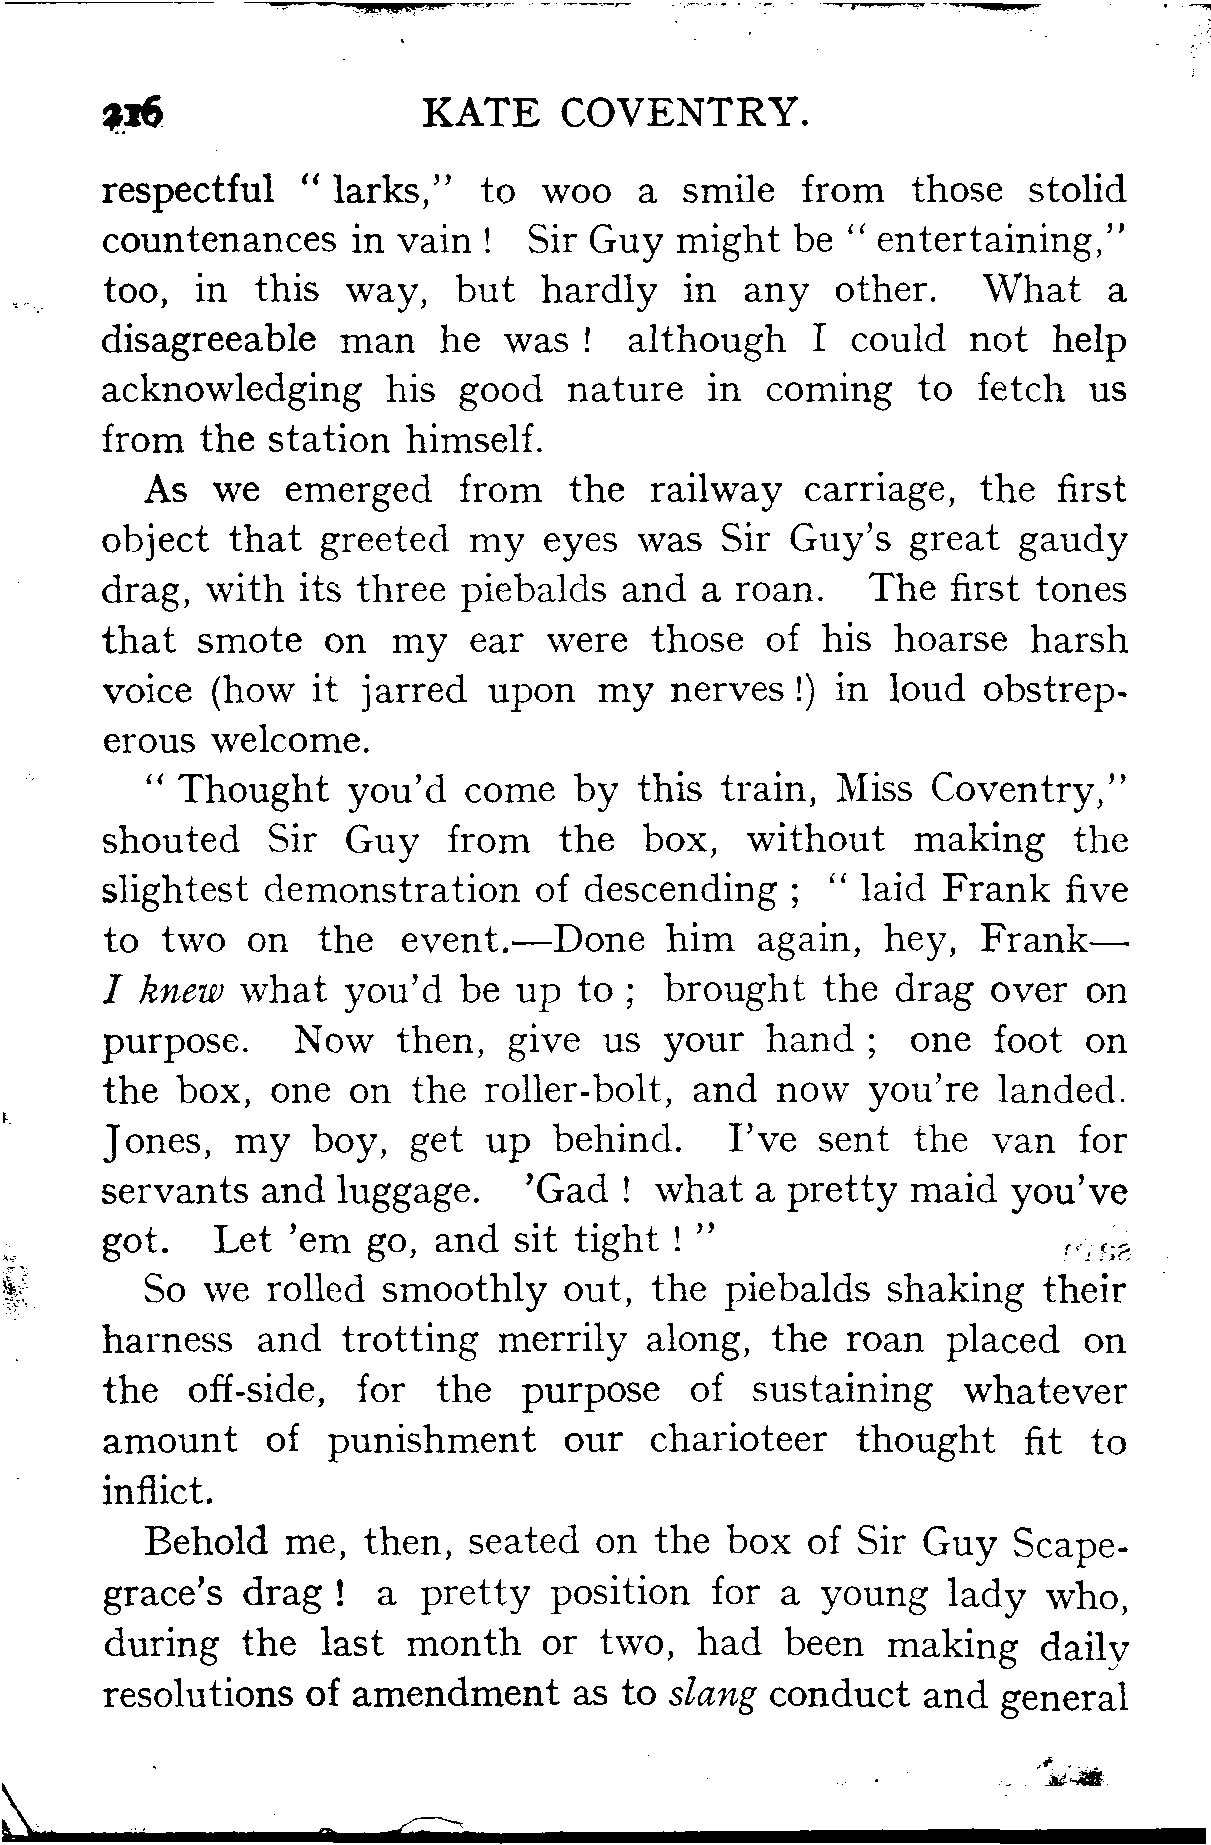 216 KATE COVENTRY.
respectful “ larks,” to woo a smile from those stolid
countenances in vain ! Sir Guy might be “ entertaining,”
too, in this way, but hardly in any other. What a
disagreeable man he was ! although I could not help
acknowledging his good nature in coming to fetch us
from the station himself.
As we emerged from the railway carriage, the first
object that greeted my eyes was Sir Guy’s great gaudy
drag, with its three piebalds and a roan. The first tones
that smote on my ear were those of his hoarse harsh
voice (how it jarred upon my nerves !) in loud obstrep-
erous welcome.
“ Thought you’d come by this train, Miss Coventry,”
shouted Sir Guy from the box, without making the
slightest demonstration of descending ; “ laid Frank five
to two on the event.—Done him again, hey, Frank—
I knew what you’d be up to ; brought the drag over on
purpose. Now then, give us your hand ; one foot on
the box, one on the roller-bolt, and now you’re landed.
Jones, my boy, get up behind. I’ve sent the van for
servants and luggage. ’Gad ! what a pretty maid you’ve
got. Let ’em go, and sit tight ! ”
So we rolled smoothly out, the piebalds shaking their
harness and trotting merrily along, the roan placed on
the off-side, for the purpose of sustaining whatever
amount of punishment our charioteer thought fit to
inflict.
Behold me, then, seated on the box of Sir Guy Scape-
grace’s drag ! a pretty position for a young lady who,
during the last month or two, had been making daily
resolutions of amendment as to slang conduct and general